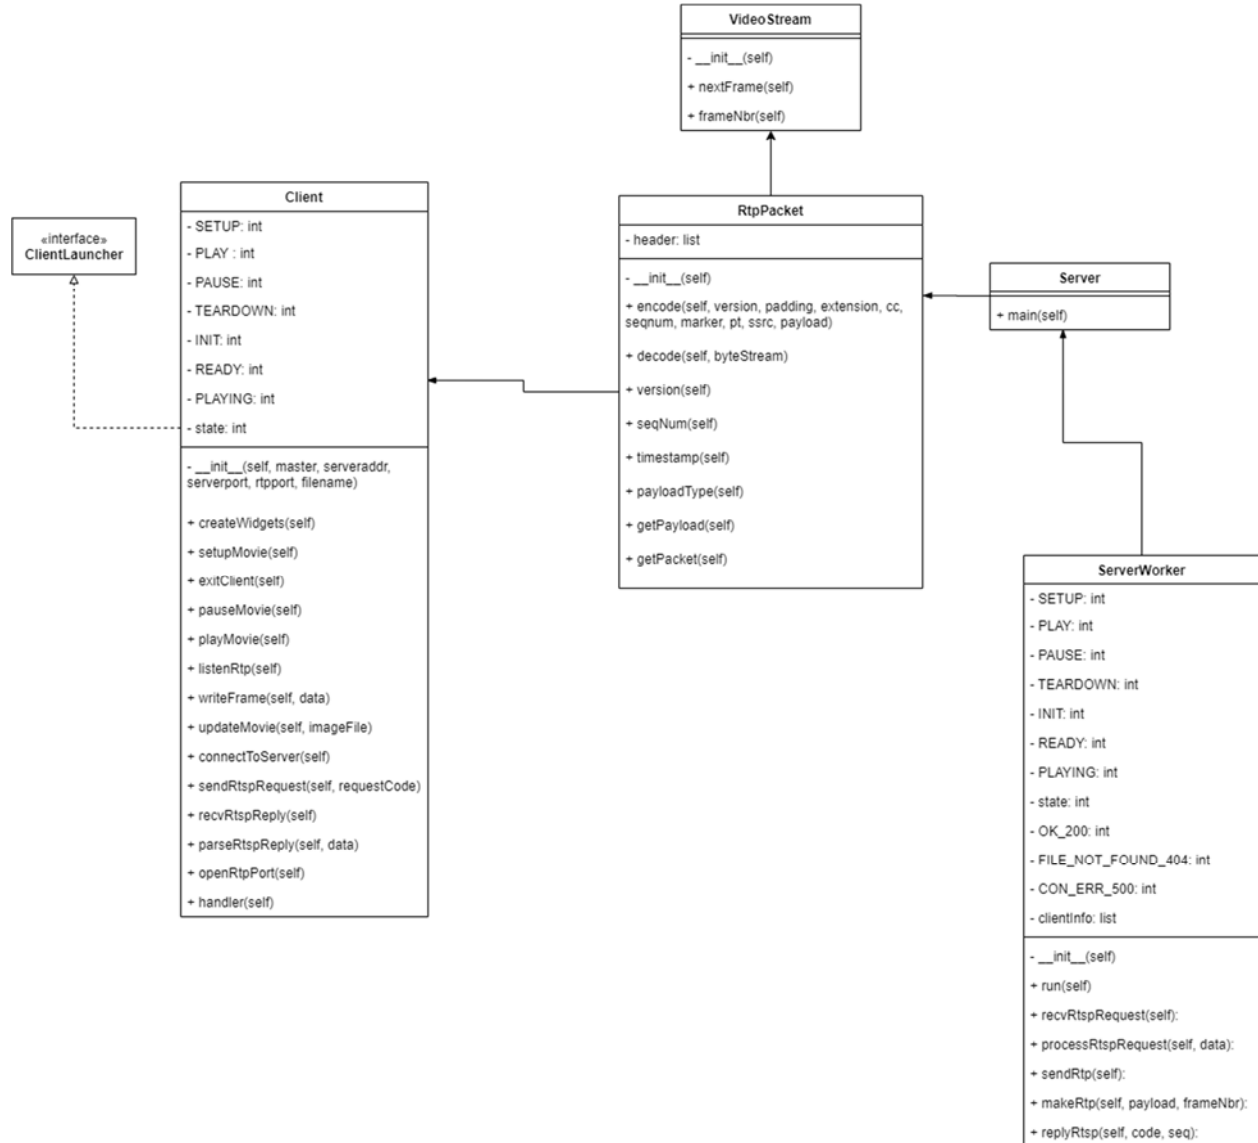 VideoStream
- __init__(self)
+ nextFrame(self)
+ frameNbr(self)
«interface»
ClientLauncher
Client
- SETUP: int
- PLAY : int
- PAUSE: int
- TEARDOWN: int
- INIT: int
- READY: int
- PLAYING: int
- state: int
- __init__(self, master, serveraddr,
serverport, rtpport, filename)
+ createWidgets(self)
+ setupMovie(self)
+ exitClient(self)
+ pauseMovie(self)
+ playMovie(self)
+ listenRtp(self)
+ writeFrame(self, data)
+ updateMovie(self, imageFile)
+ connectToServer(self)
+ sendRtspRequest(self, requestCode)
+ recvRtspReply(self)
+ parseRtspReply(self, data)
+ openRtpPort(self)
+ handler(self)
RtpPacket
- header: list
- __init__(self)
+ encode(self, version, padding, extension, cc,
seqnum, marker, pt, ssrc, payload)
+ decode(self, byteStream)
+ version(self)
+ seqNum(self)
+ timestamp(self)
+ payloadType(self)
+ getPayload(self)
+ getPacket(self)
Server
+ main(self)
ServerWorker
- SETUP: int
- PLAY: int
- PAUSE: int
- TEARDOWN: int
- INIT: int
- READY: int
- PLAYING: int
- state: int
- OK_200: int
- FILE_NOT_FOUND_404: int
- CON_ERR_500: int
- clientInfo: list
- __init__(self)
+ run(self)
+ recvRtspRequest(self):
+ processRtspRequest(self, data):
+ sendRtp(self):
+ makeRtp(self, payload, frameNbr):
+ replyRtsp(self, code, seq):